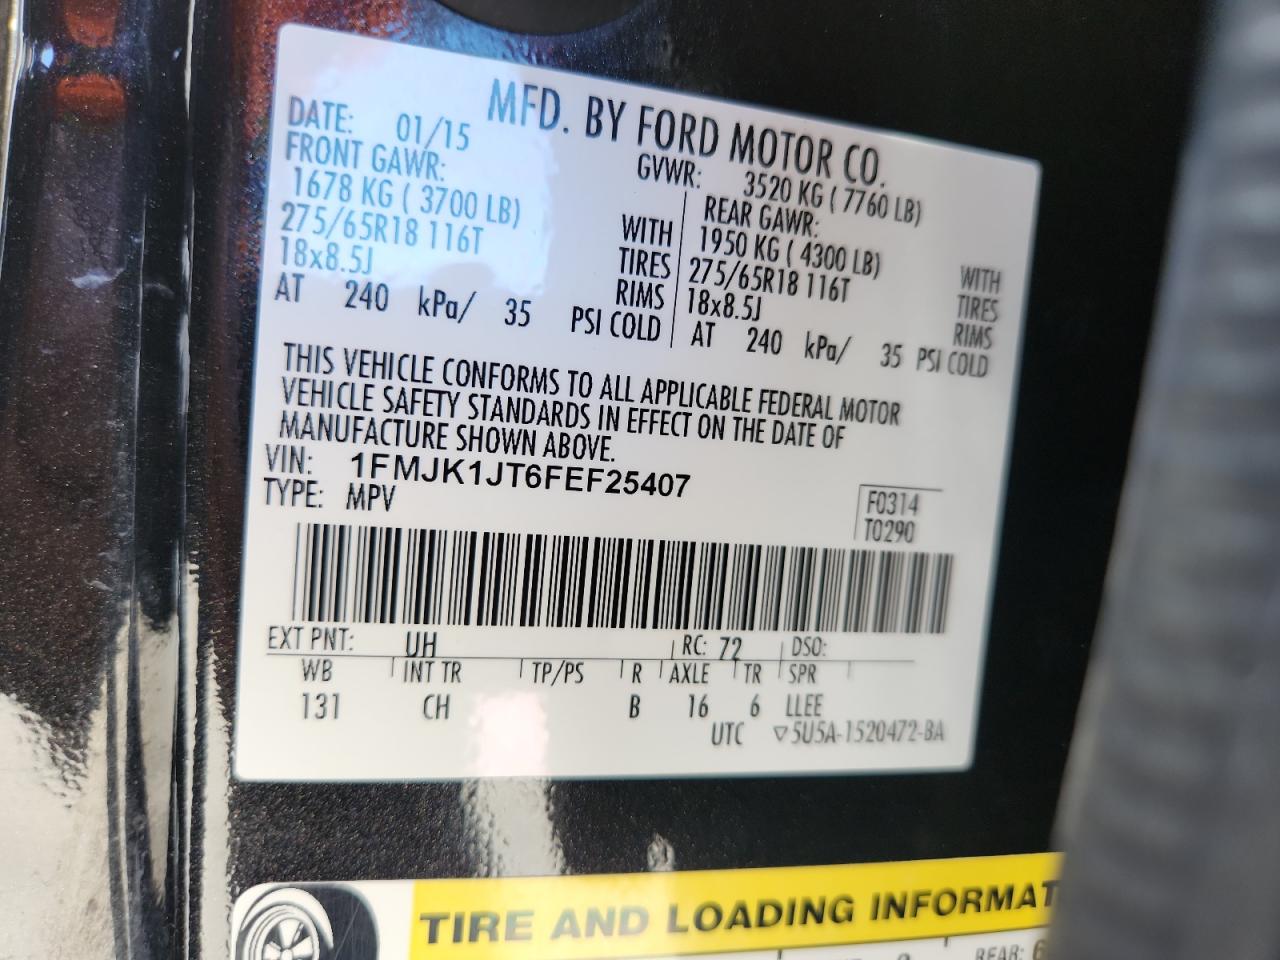 MFD. BY FORD MOTOR CO.
DATE: 01/15 GVWR: 3520 KG ( 7760 LB)
FRONT GAWR: REAR GAWR:
1678 KG ( 3700 LB) WITH 1950 KG ( 4300 LB) WITH
275/65R18 116T TIRES 275/65R18 116T TIRES
18x8.5J RIMS 18x8.5J RIMS
AT 240 kPa/ 35 PSI COLD AT 240 kPa/ 35 PSI COLD
THIS VEHICLE CONFORMS TO ALL APPLICABLE FEDERAL MOTOR
VEHICLE SAFETY STANDARDS IN EFFECT ON THE DATE OF
MANUFACTURE SHOWN ABOVE.
VIN: 1FMJK1JT6FEF25407
TYPE: MPV F0314
T0290
EXT PNT: UH RC: 72 DSO:
WB INT TR TP/PS R AXLE TR SPR
131 CH B 16 6 LLEE
UTC ▽5U5A-1520472-BA
TIRE AND LOADING INFORMAT
REAR: 6